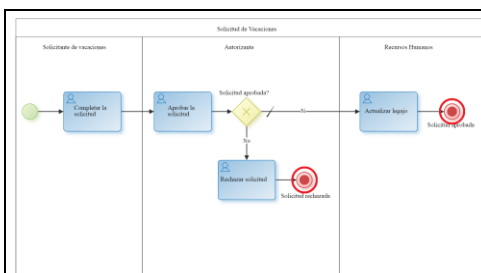 Solicitud de Vacaciones
Solicitante de vacaciones
Autorizante
Recursos Humanos
Solicitud aprobada?
Completar la
solicitud
Aprobar la
solicitud
Si
Actualizar legajo
Solicitud aprobada
No
Rechazar solicitud
Solicitud rechazada